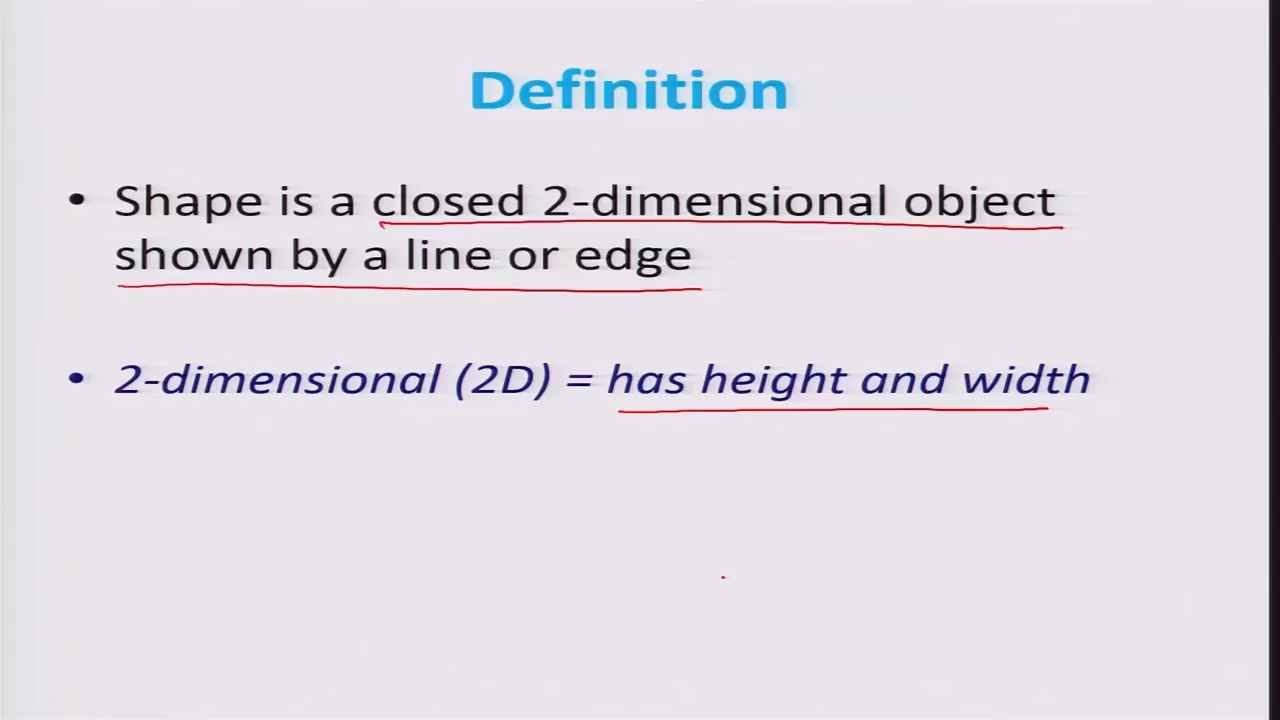 Definition
• Shape is a closed 2-dimensional object
shown by a line or edge
• 2-dimensional (2D) = has height and width